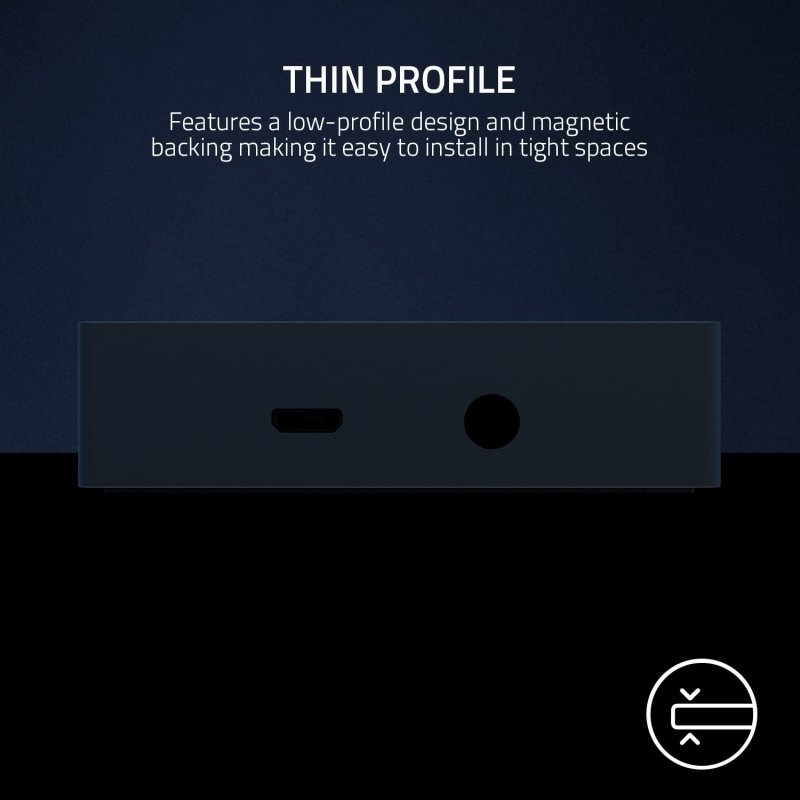 THIN PROFILE
Features a low-profile design and magnetic
backing making it easy to install in tight spaces